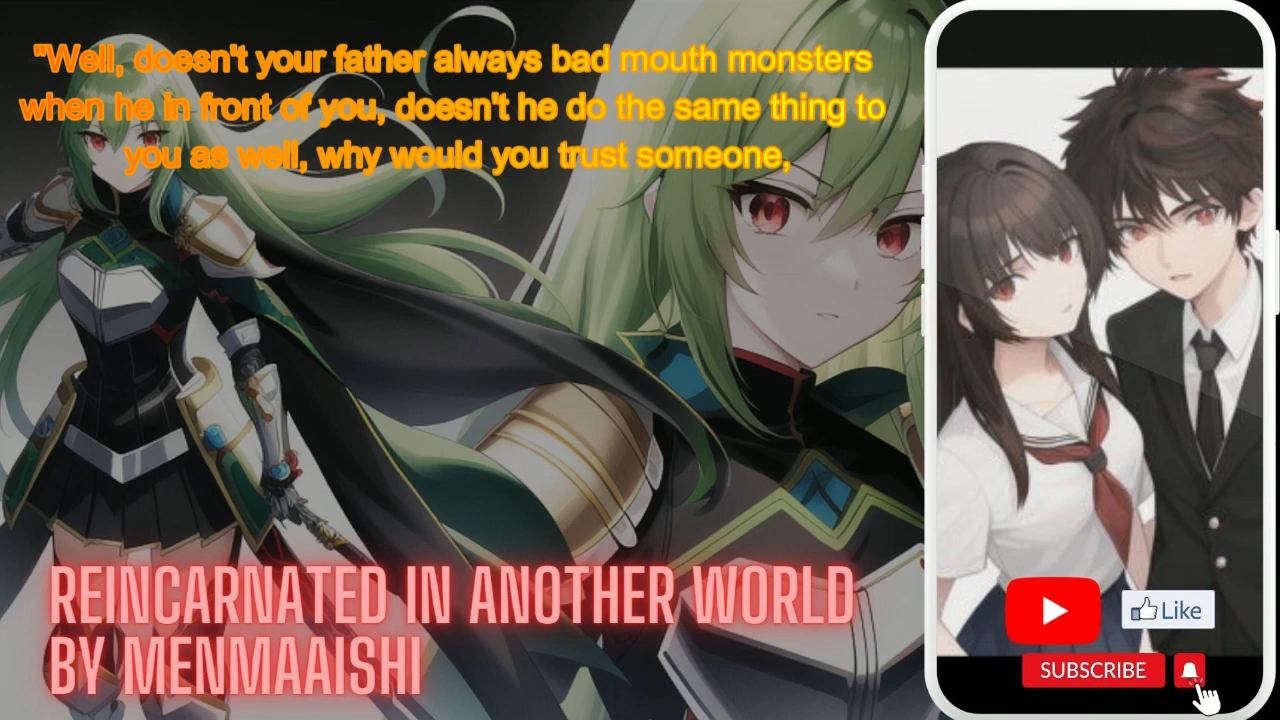 "Well, doesn't your father always bad mouth monsters
when he in front of you, doesn't he do the same thing to
you as well, why would you trust someone,
REINCARNATED IN ANOTHER WORLD
BY MENMAAISHI
Like
SUBSCRIBE